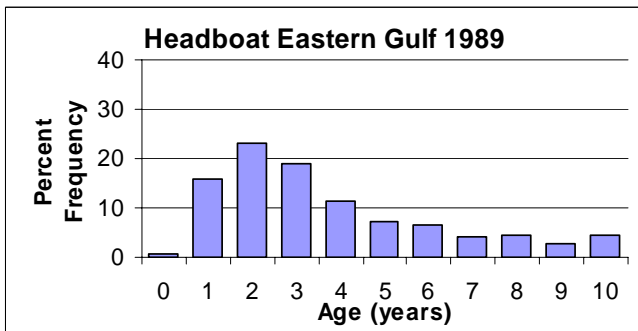 Headboat Eastern Gulf 1989
40
30
20
10
0
Percent
Frequency
0 1 2 3 4 5 6 7 8 9 10
Age (years)